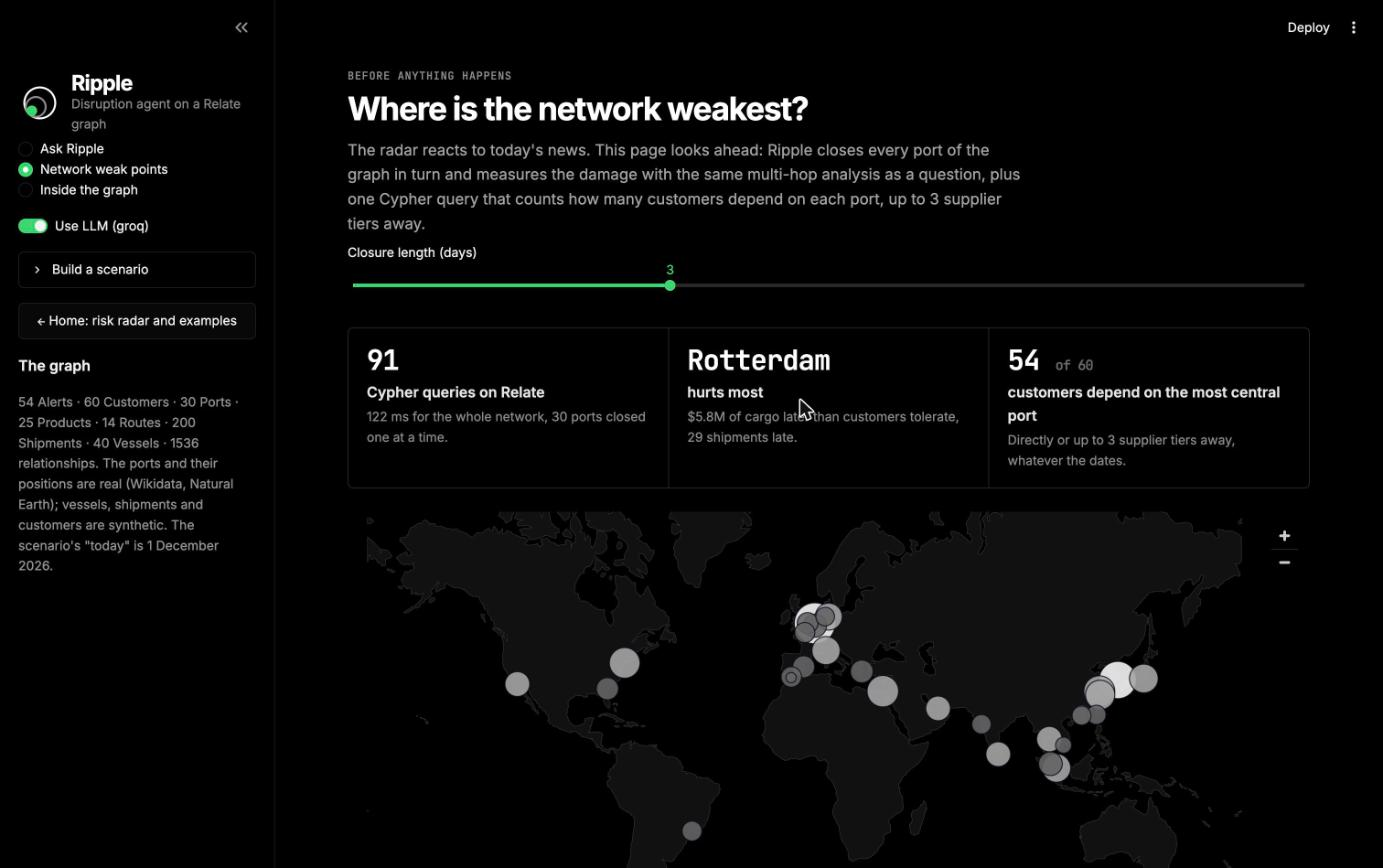 Deploy
Ripple
Disruption agent on a Relate
graph
Ask Ripple
Network weak points
Inside the graph
Use LLM (groq)
Build a scenario
← Home: risk radar and examples
The graph
54 Alerts · 60 Customers · 30 Ports ·
25 Products · 14 Routes · 200
Shipments · 40 Vessels · 1536
relationships. The ports and their
positions are real (Wikidata, Natural
Earth); vessels, shipments and
customers are synthetic. The
scenario's "today" is 1 December
2026.
BEFORE ANYTHING HAPPENS
Where is the network weakest?
The radar reacts to today's news. This page looks ahead: Ripple closes every port of the
graph in turn and measures the damage with the same multi-hop analysis as a question, plus
one Cypher query that counts how many customers depend on each port, up to 3 supplier
tiers away.
Closure length (days)
3
91
Cypher queries on Relate
122 ms for the whole network, 30 ports closed
one at a time.
Rotterdam
hurts most
$5.8M of cargo later than customers tolerate,
29 shipments late.
54 of 60
customers depend on the most central
port
Directly or up to 3 supplier tiers away,
whatever the dates.